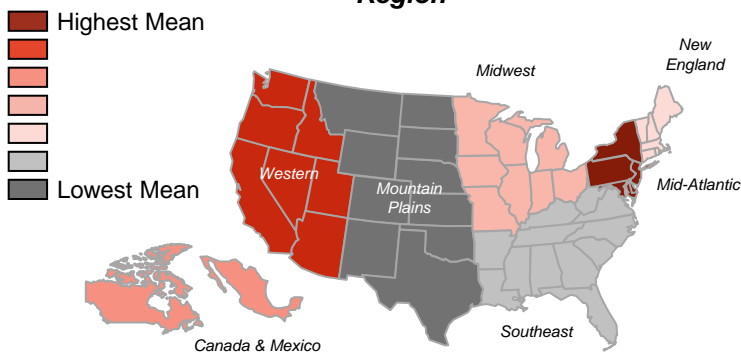 Region
Highest Mean
Lowest Mean
New
England
Midwest
Western
Mountain
Plains
Mid-Atlantic
Southeast
Canada & Mexico